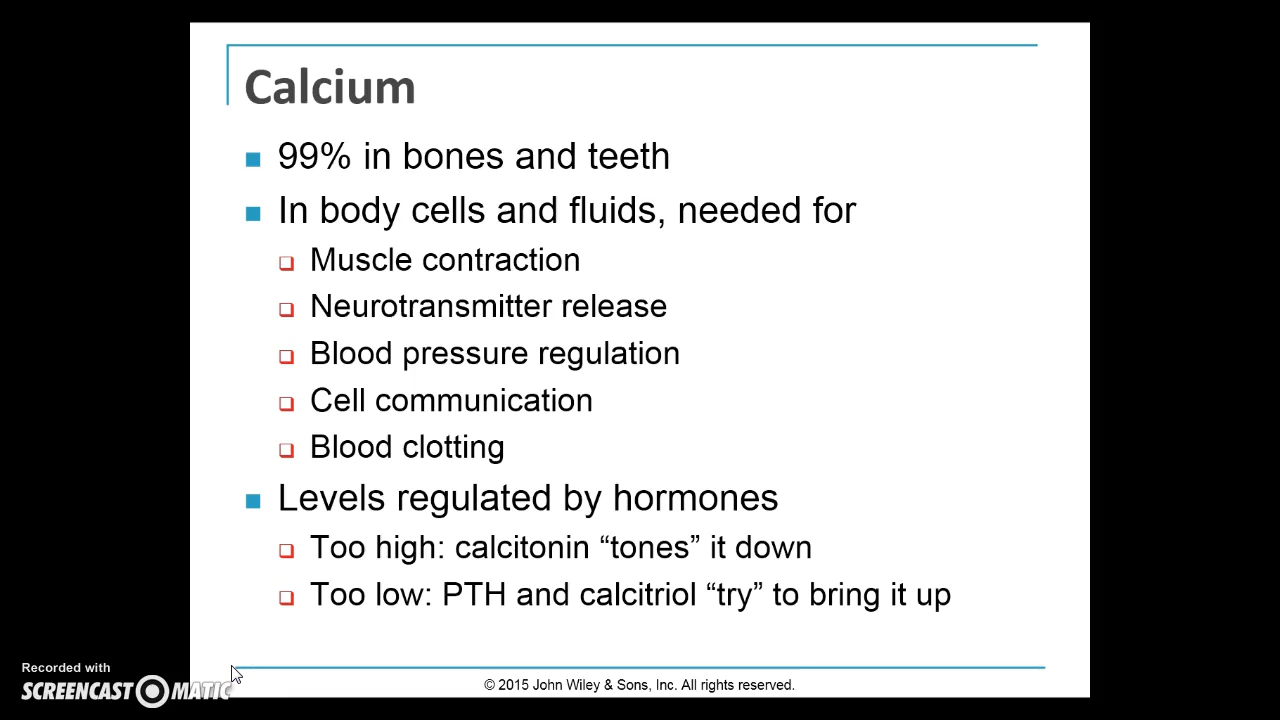 Calcium
99% in bones and teeth
In body cells and fluids, needed for
Muscle contraction
Neurotransmitter release
Blood pressure regulation
Cell communication
Blood clotting
Levels regulated by hormones
Too high: calcitonin “tones” it down
Too low: PTH and calcitriol “try” to bring it up
© 2015 John Wiley & Sons, Inc. All rights reserved.
Recorded with
SCREENCAST MATIC